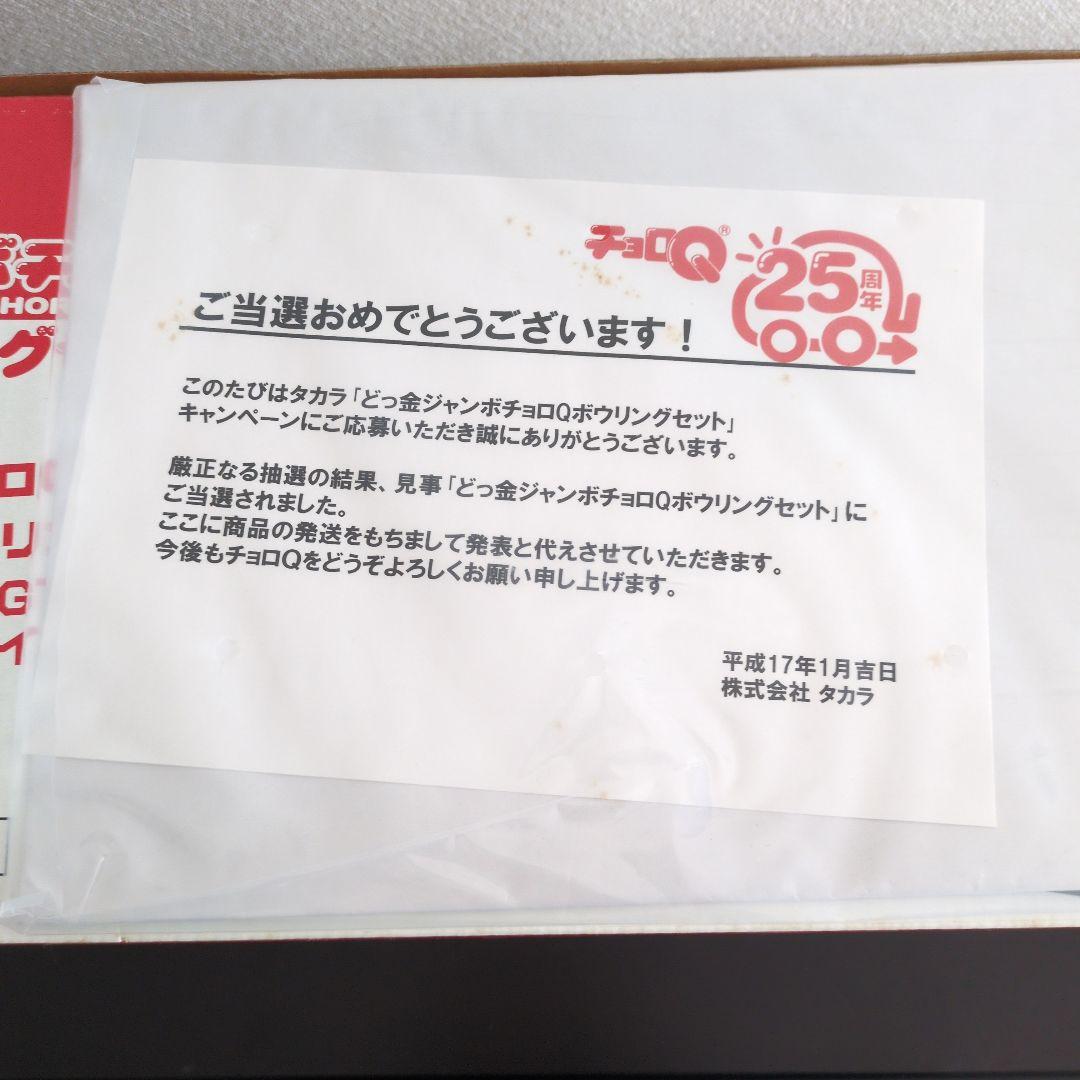 チョロQ®
25周年
ご当選おめでとうございます！
このたびはタカラ「どっ金ジャンボチョロQボウリングセット」
キャンペーンにご応募いただき誠にありがとうございます。
厳正なる抽選の結果、見事「どっ金ジャンボチョロQボウリングセット」に
ご当選されました。
ここに商品の発送をもちまして発表と代えさせていただきます。
今後もチョロQをどうぞよろしくお願い申し上げます。
平成17年1月吉日
株式会社 タカラ
ボチ
HO
グ
ロ
リ
G
イ